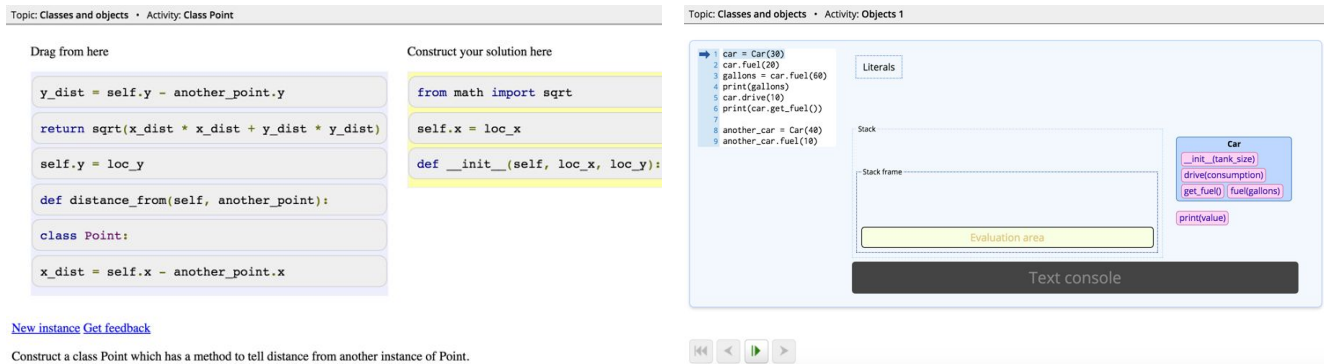 Topic: Classes and objects • Activity: Class Point
Drag from here
y_dist = self.y - another_point.y
return sqrt(x_dist * x_dist + y_dist * y_dist)
self.y = loc_y
def distance_from(self, another_point):
class Point:
x_dist = self.x - another_point.x
Construct your solution here
from math import sqrt
self.x = loc_x
def __init__(self, loc_x, loc_y):
New instance Get feedback
Construct a class Point which has a method to tell distance from another instance of Point.
Topic: Classes and objects • Activity: Objects 1
1 car = Car(30)
2 car.fuel(20)
3 gallons = car.fuel(60)
4 print(gallons)
5 car.drive(10)
6 print(car.get_fuel())
7
8 another_car = Car(40)
9 another_car.fuel(10)
Literals
Stack
Stack frame
Evaluation area
Car
__init__(tank_size)
drive(consumption)
get_fuel() fuel(gallons)
print(value)
Text console